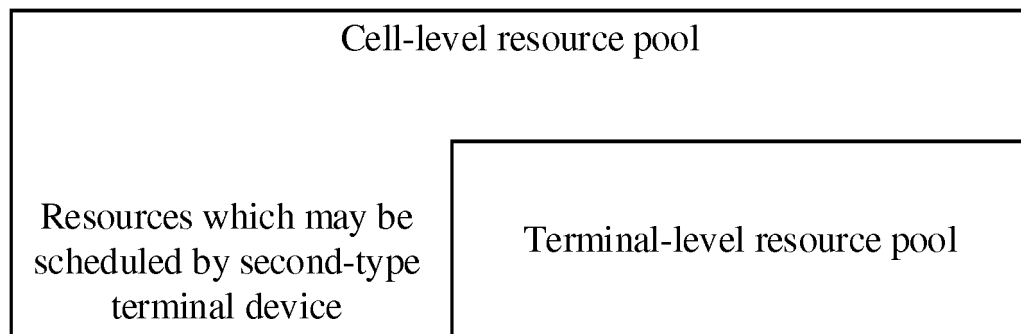 Cell-level resource pool
Resources which may be
scheduled by second-type
terminal device
Terminal-level resource pool